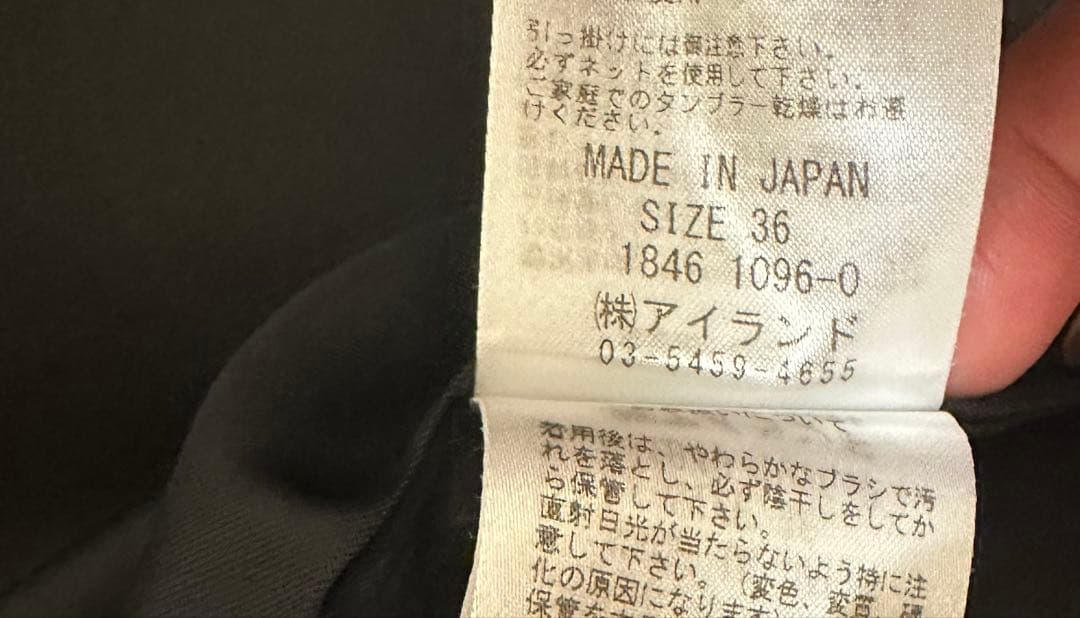 引っ掛けには御注意下さい。
必ずネットを使用して下さい。
ご家庭でのタンブラー乾燥はお避
けください。
MADE IN JAPAN
SIZE 36
1846 1096-0
㈱アイランド
03-5459-4655
着用後は、やわらかなブラシで汚
れを落とし、必ず陰干しをしてか
ら保管して下さい。
直射日光が当たらないよう特に注
意して下さい。(変色、変質、硬
化の原因になります)
保管を